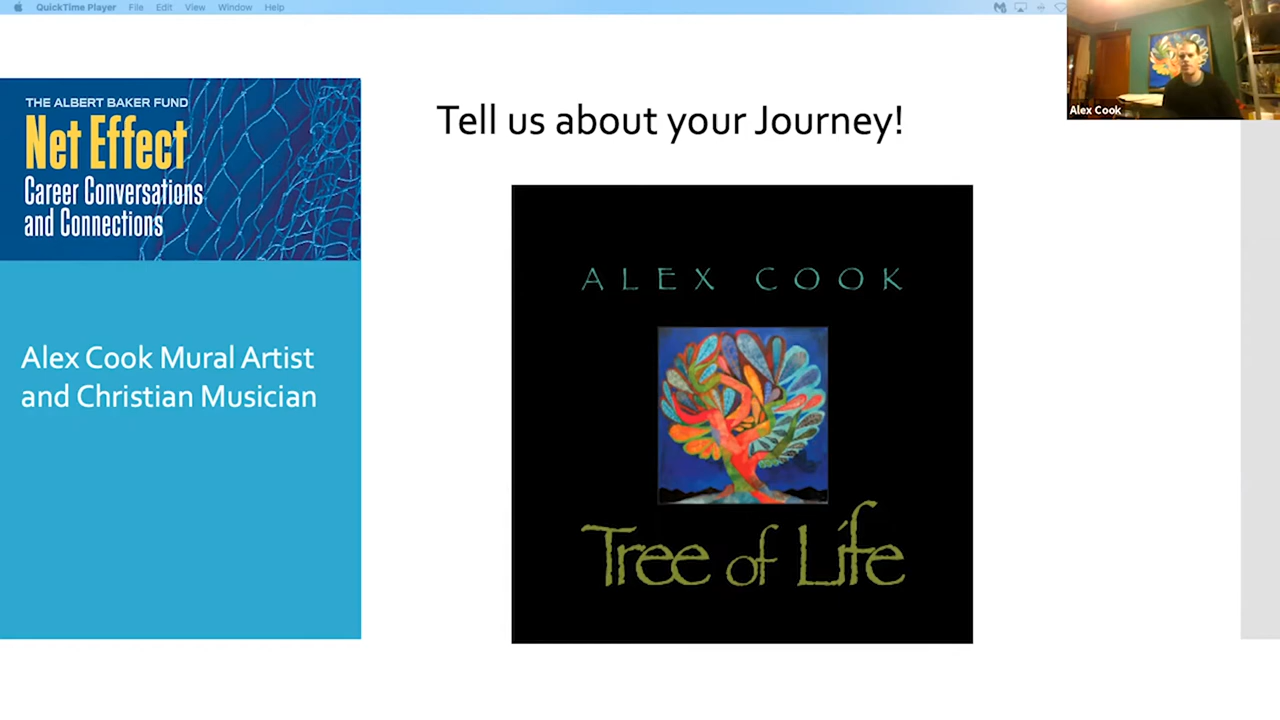 QuickTime Player File Edit View Window Help
THE ALBERT BAKER FUND
Net Effect
Career Conversations
and Connections
Alex Cook Mural Artist
and Christian Musician
Tell us about your Journey!
ALEX COOK
Tree of Life
Alex Cook